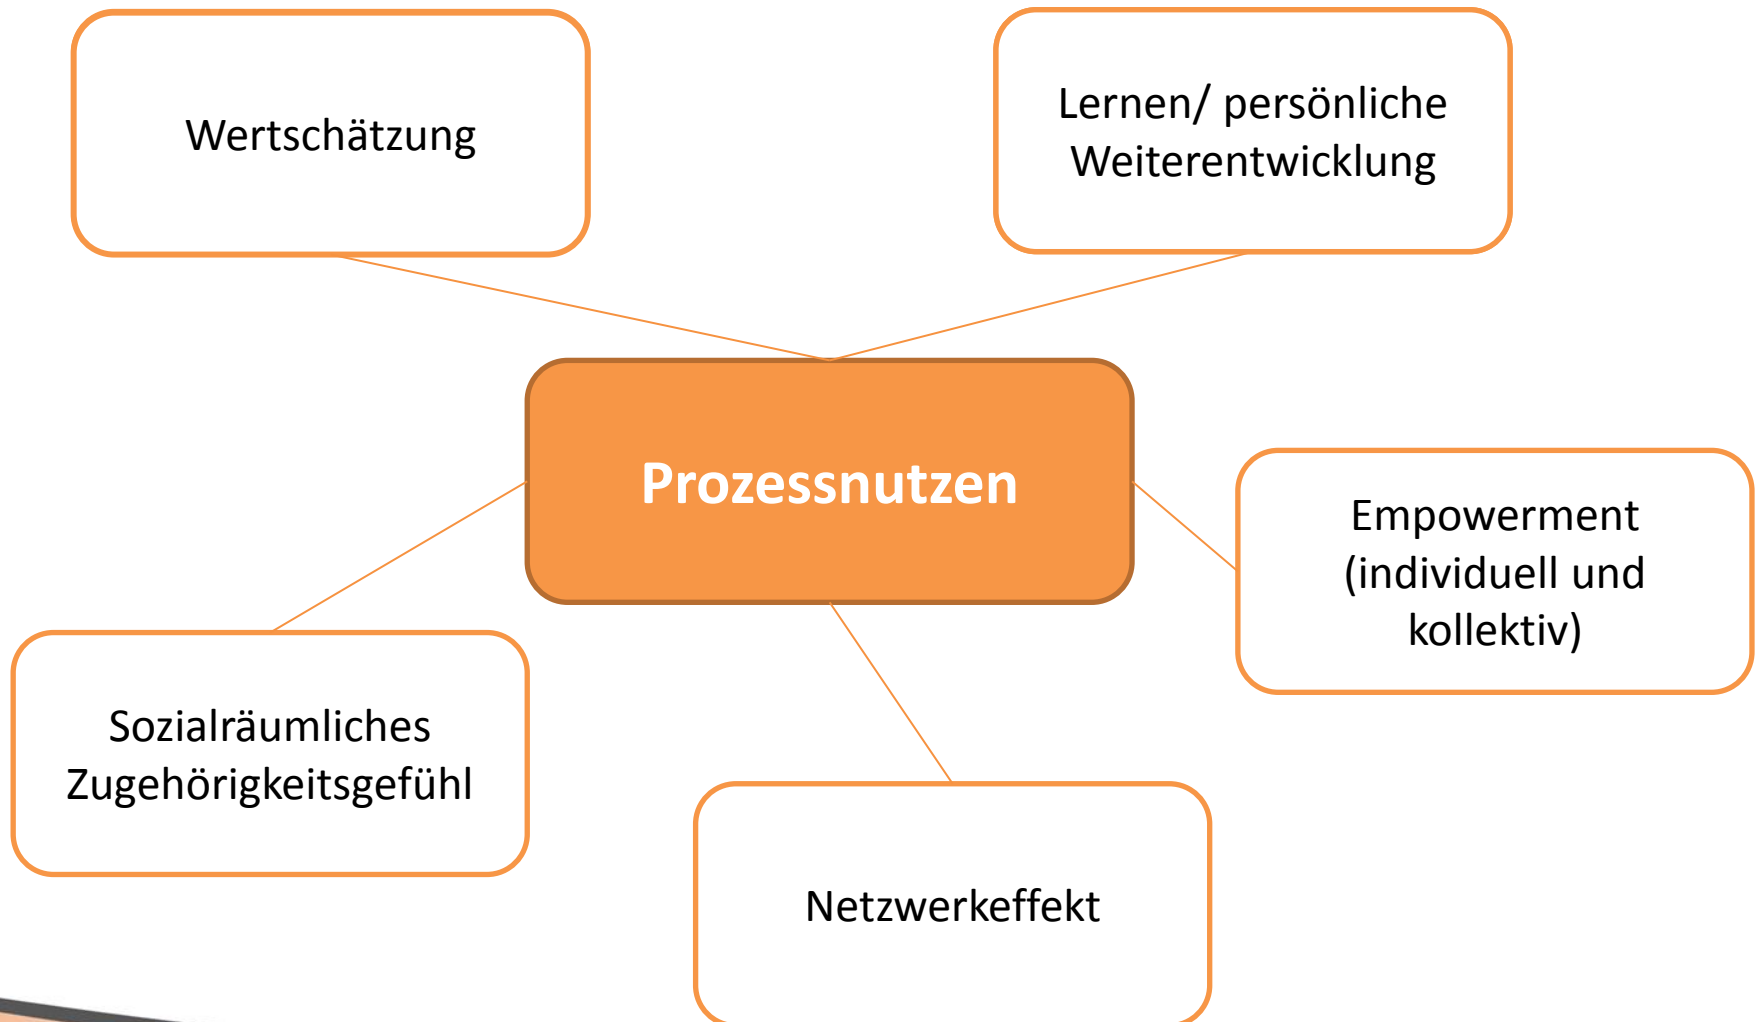 Wertschätzung
Lernen/ persönliche
Weiterentwicklung
Prozessnutzen
Empowerment
(individuell und
kollektiv)
Sozialräumliches
Zugehörigkeitsgefühl
Netzwerkeffekt